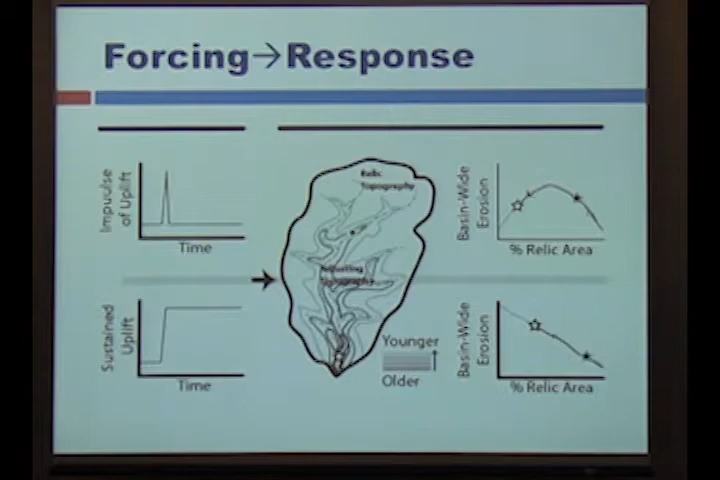 Forcing→Response
Impulse
of Uplift
Time
Sustained
Uplift
Time
Relic
Topography
Adjusting
Topography
Younger
Older
Basin-Wide
Erosion
% Relic Area
Basin-Wide
Erosion
% Relic Area